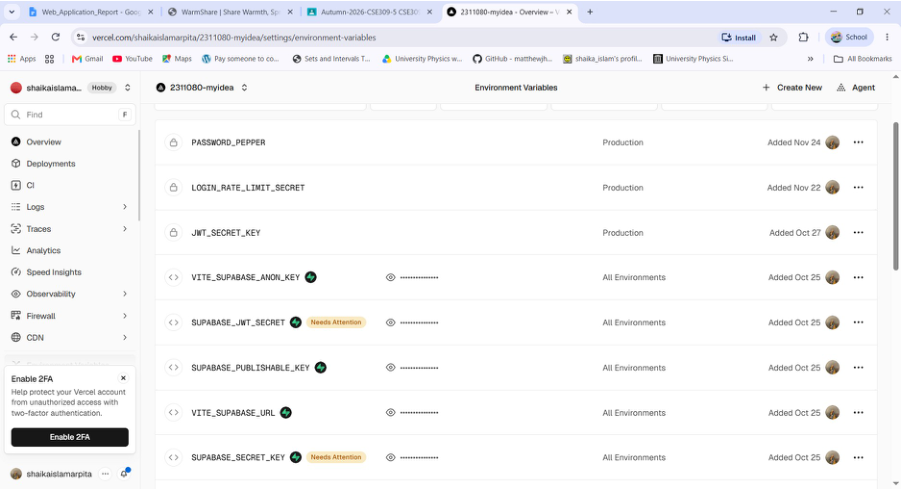 Web_Application_Report - Goo
WarmShare | Share Warmth, Sp
Autumn-2026-CSE309-5 CSE30
2311080-myidea - Overview – V
vercel.com/shaikaislamarpita/2311080-myidea/settings/environment-variables
Install
School
Apps
Gmail
YouTube
Maps
Pay someone to co...
Sets and Intervals T...
University Physics w...
GitHub - matthewjh...
shaika_islam's profil...
University Physics Si...
All Bookmarks
shaikaislama...
Hobby
2311080-myidea
Environment Variables
Create New
Agent
Find
F
Overview
Deployments
CI
Logs
Traces
Analytics
Speed Insights
Observability
Firewall
CDN
Enable 2FA
Help protect your Vercel account
from unauthorized access with
two-factor authentication.
Enable 2FA
shaikaislamarpita
PASSWORD_PEPPER Production Added Nov 24
LOGIN_RATE_LIMIT_SECRET Production Added Nov 22
JWT_SECRET_KEY Production Added Oct 27
VITE_SUPABASE_ANON_KEY All Environments Added Oct 25
SUPABASE_JWT_SECRET Needs Attention All Environments Added Oct 25
SUPABASE_PUBLISHABLE_KEY All Environments Added Oct 25
VITE_SUPABASE_URL All Environments Added Oct 25
SUPABASE_SECRET_KEY Needs Attention All Environments Added Oct 25